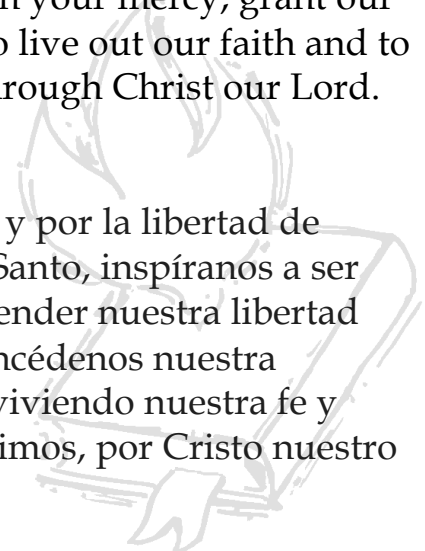 your mercy, grant our
live out our faith and to
rough Christ our Lord.
y por la libertad de
Santo, inspíranos a ser
ender nuestra libertad
ncédenos nuestra
viviendo nuestra fe y
imos, por Cristo nuestro